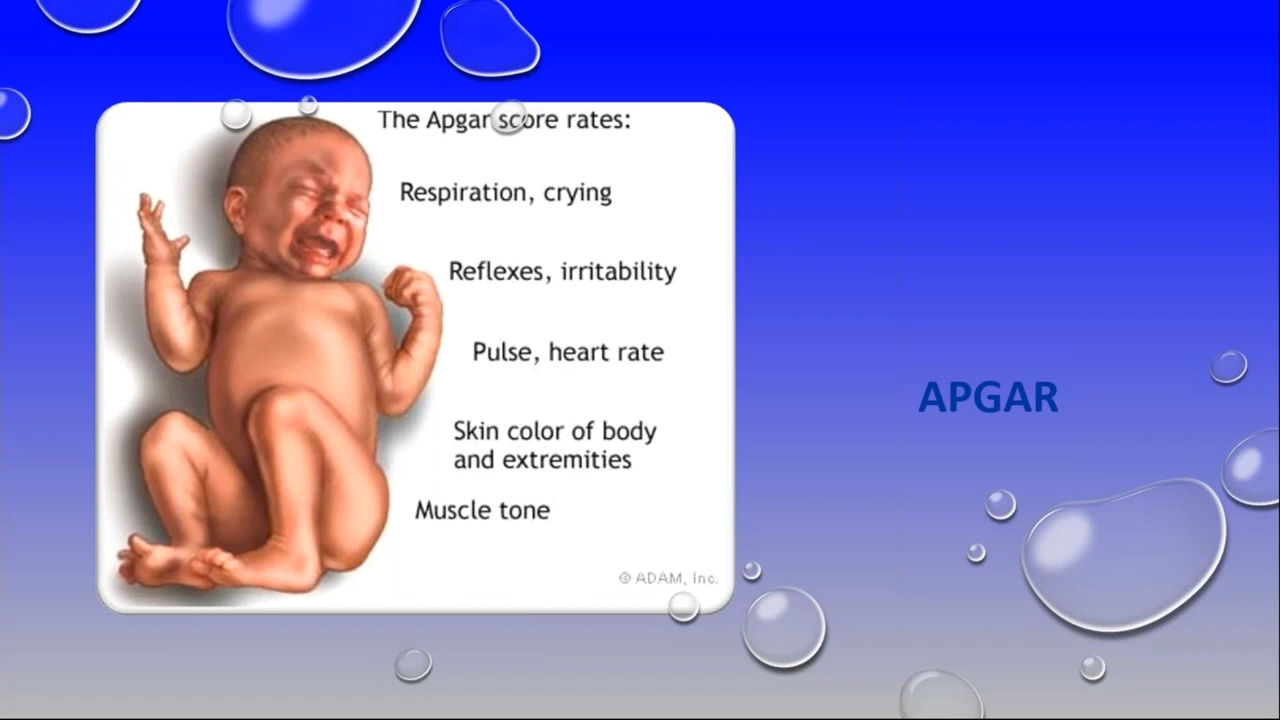 The Apgar score rates:
Respiration, crying
Reflexes, irritability
Pulse, heart rate
Skin color of body
and extremities
Muscle tone
© ADAM, Inc.
APGAR